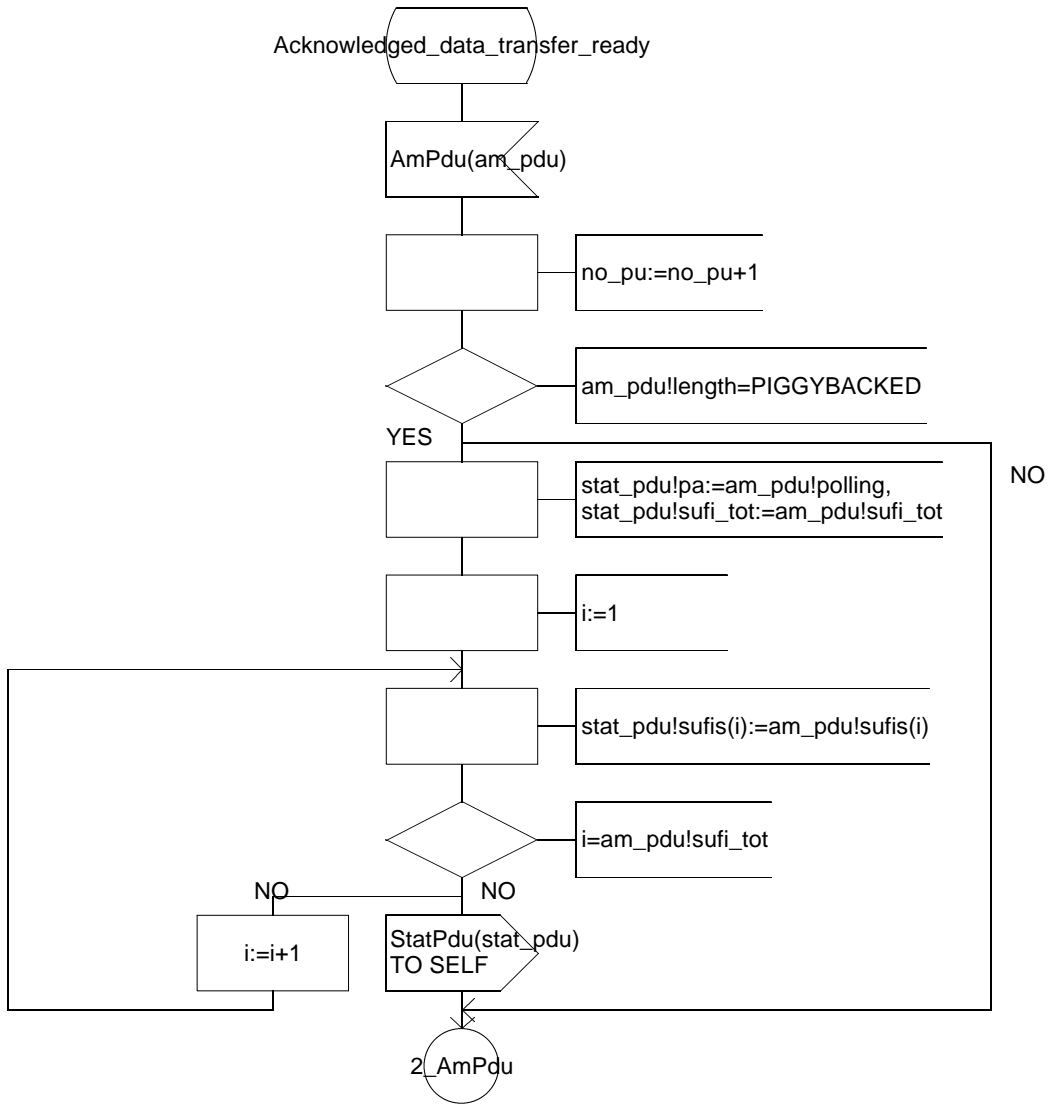 Acknowledged_data_transfer_ready
AmPdu(am_pdu)
no_pu:=no_pu+1
am_pdu!length=PIGGYBACKED
YES
NO
stat_pdu!pa:=am_pdu!polling,
stat_pdu!sufi_tot:=am_pdu!sufi_tot
i:=1
stat_pdu!sufis(i):=am_pdu!sufis(i)
i=am_pdu!sufi_tot
NO
NO
i:=i+1
StatPdu(stat_pdu)
TO SELF
2_AmPdu